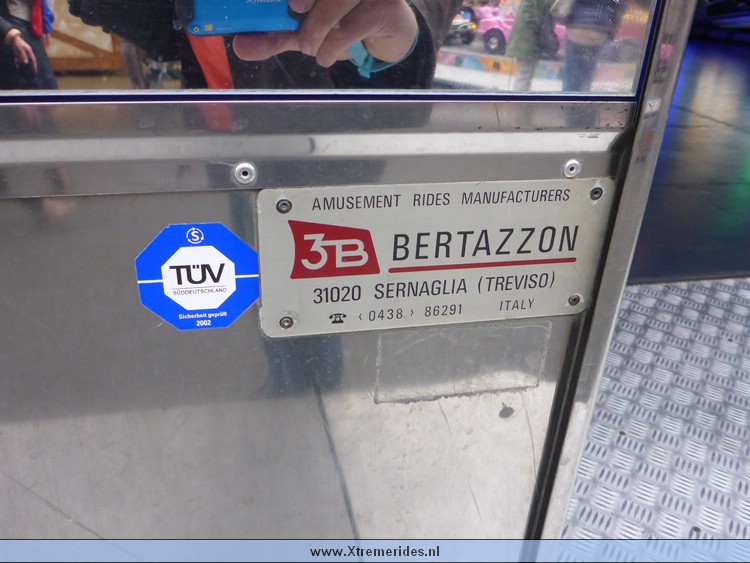 AMUSEMENT RIDES MANUFACTURERS
3B BERTAZZON
31020 SERNAGLIA (TREVISO)
☎ (0438) 86291 ITALY
S
TÜV
SÜDDEUTSCHLAND
Sicherheit geprüft
2002
www.Xtremerides.nl